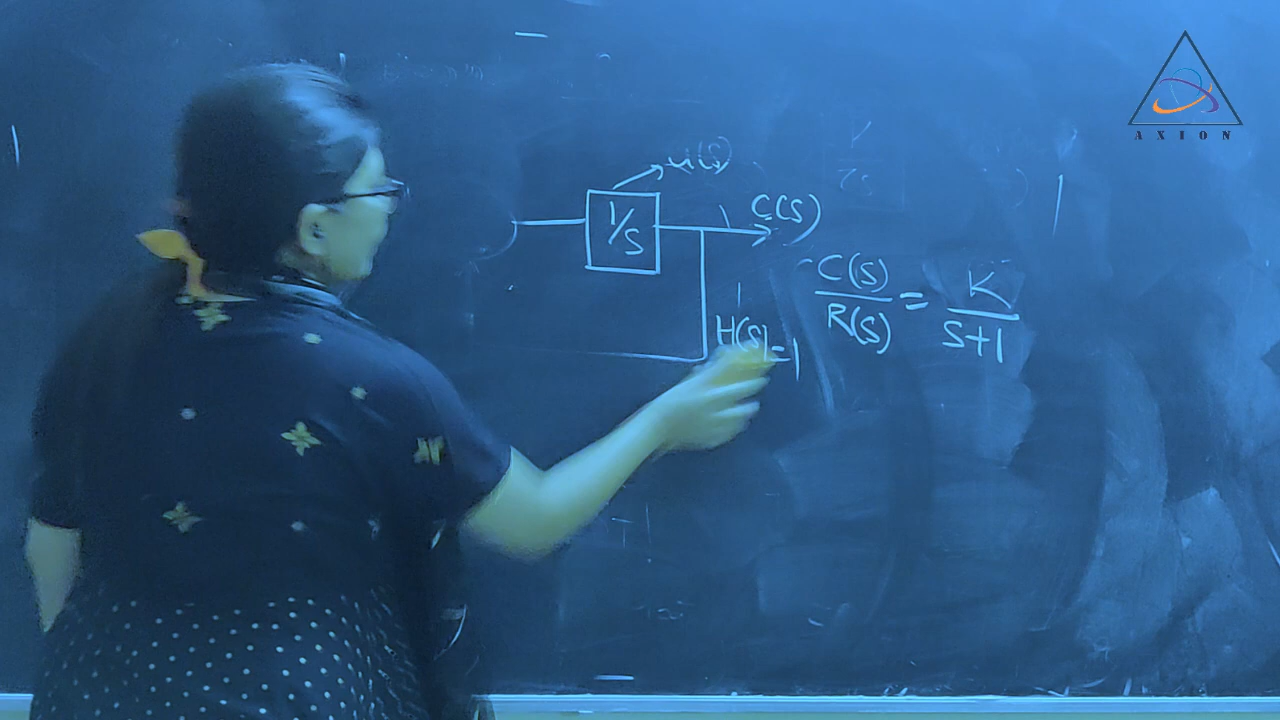 AXION
1/S
C(S)
H(S)=1
C(S)/R(S) = K/S+1